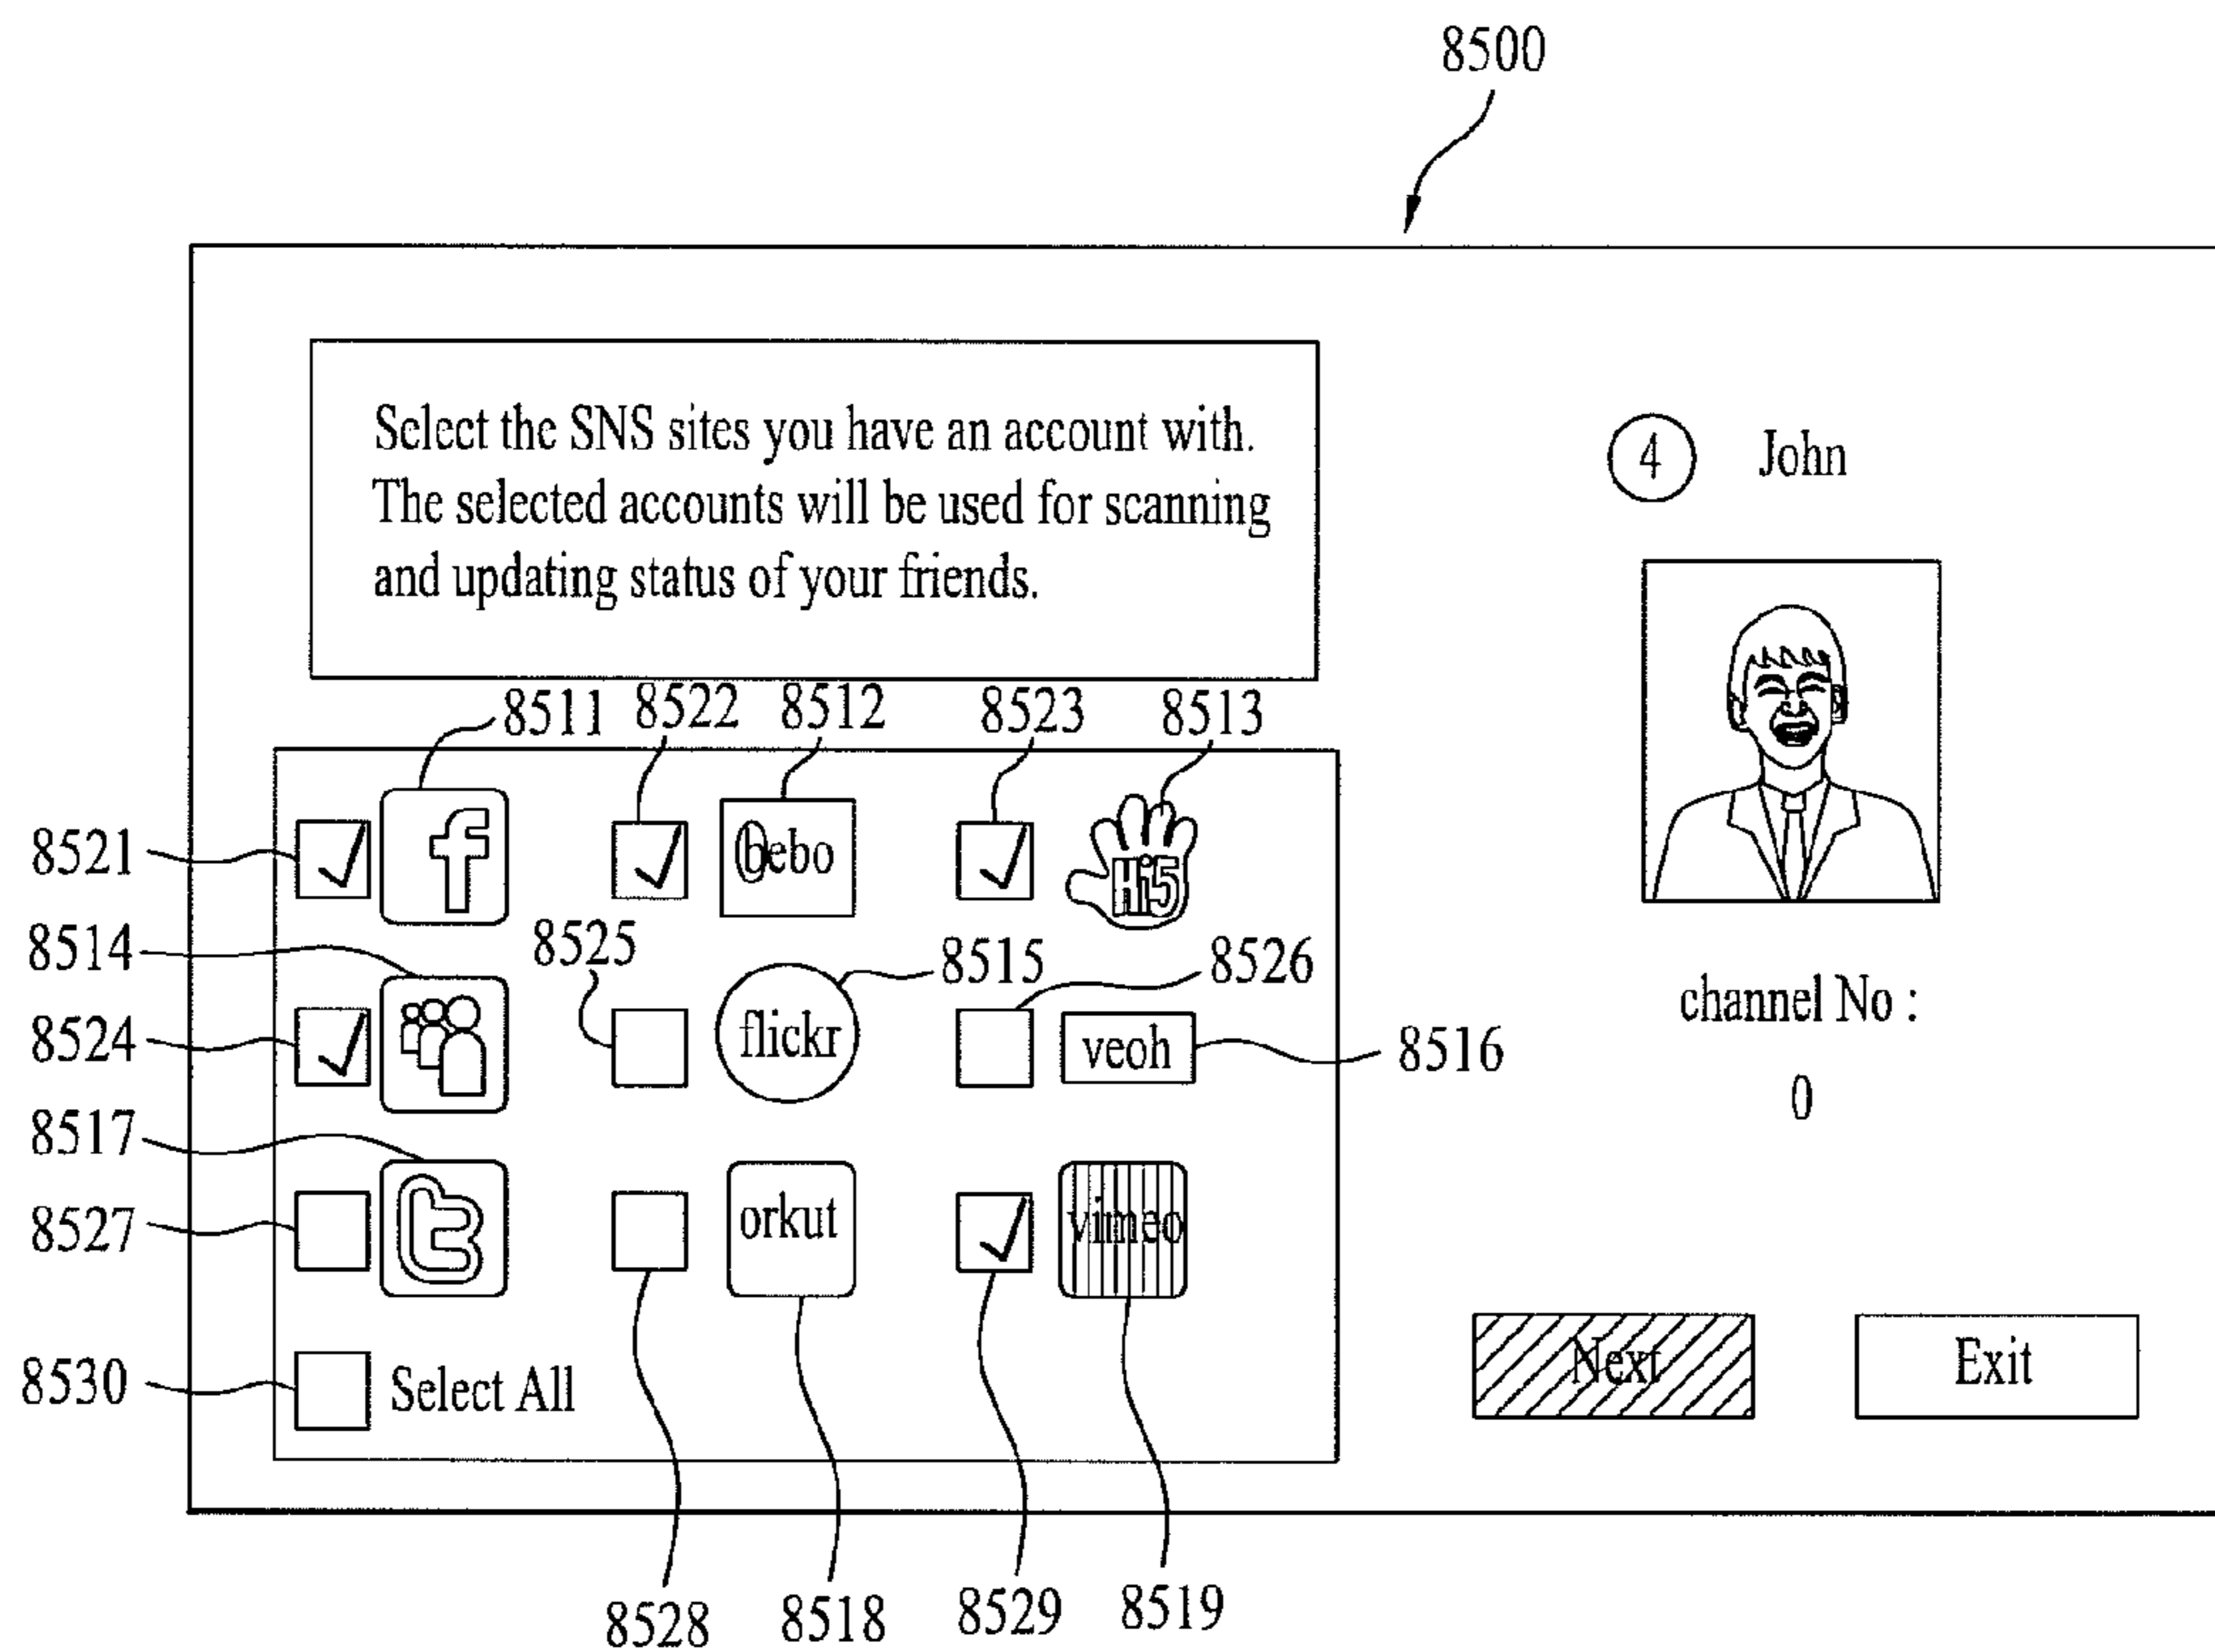 8500
Select the SNS sites you have an account with.
The selected accounts will be used for scanning
and updating status of your friends.
4 John
8511 8522 8512 8523 8513
8521
f
bebo
Hi5
8514
8525
8515
8526
8524
flickr
veoh
8516
channel No :
0
8517
8527
t
orkut
vimeo
8530
Select All
Next
Exit
8528
8518
8529
8519